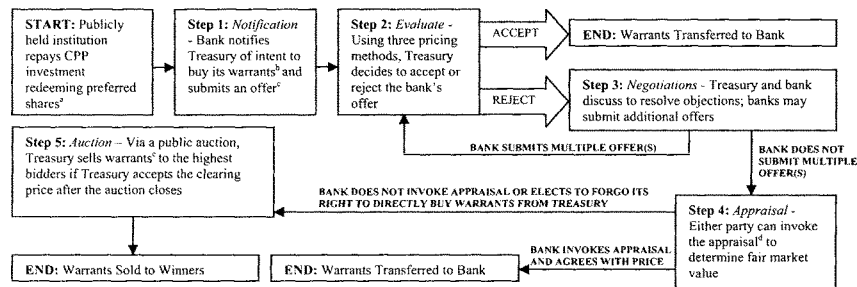 START: Publicly
held institution
repays CPP
investment
redeeming preferred
shares^a
Step 1: Notification
- Bank notifies
Treasury of intent to
buy its warrants^b and
submits an offer^c
Step 2: Evaluate -
Using three pricing
methods, Treasury
decides to accept or
reject the bank's
offer
ACCEPT
END: Warrants Transferred to Bank
REJECT
Step 3: Negotiations - Treasury and bank
discuss to resolve objections; banks may
submit additional offers
BANK SUBMITS MULTIPLE OFFER(S)
BANK DOES NOT
SUBMIT MULTIPLE
OFFER(S)
Step 4: Appraisal -
Either party can invoke
the appraisal^d to
determine fair market
value
BANK DOES NOT INVOKE APPRAISAL OR ELECTS TO FORGO ITS
RIGHT TO DIRECTLY BUY WARRANTS FROM TREASURY
Step 5: Auction – Via a public auction,
Treasury sells warrants^e to the highest
bidders if Treasury accepts the clearing
price after the auction closes
END: Warrants Sold to Winners
BANK INVOKES APPRAISAL
AND AGREES WITH PRICE
END: Warrants Transferred to Bank